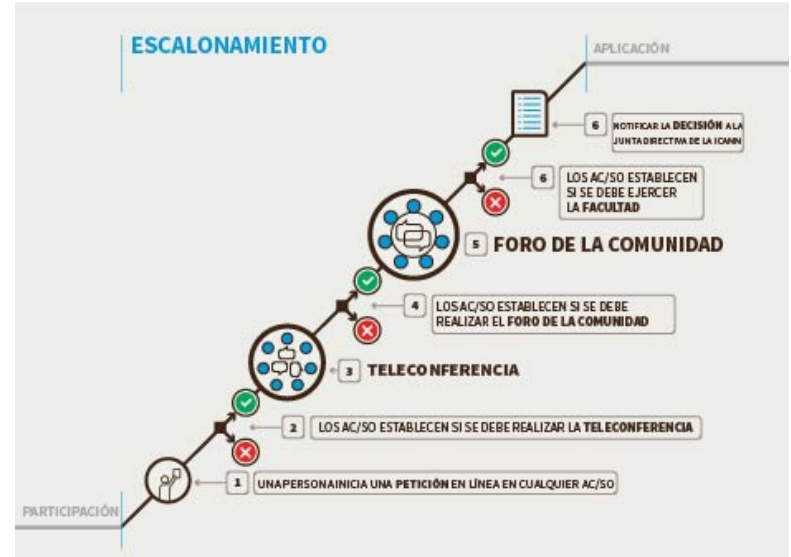 ESCALONAMIENTO
APLICACIÓN
6 NOTIFICAR LA DECISIÓN A LA
JUNTA DIRECTIVA DE LA ICANN
6 LOS AC/SO ESTABLECEN
SI SE DEBE EJERCER
LA FACULTAD
5 FORO DE LA COMUNIDAD
4 LOS AC/SO ESTABLECEN SI SE DEBE
REALIZAR EL FORO DE LA COMUNIDAD
3 TELECONFERENCIA
2 LOS AC/SO ESTABLECEN SI SE DEBE REALIZAR LA TELECONFERENCIA
1 UNA PERSONA INICIA UNA PETICIÓN EN LÍNEA EN CUALQUIER AC/SO
PARTICIPACIÓN